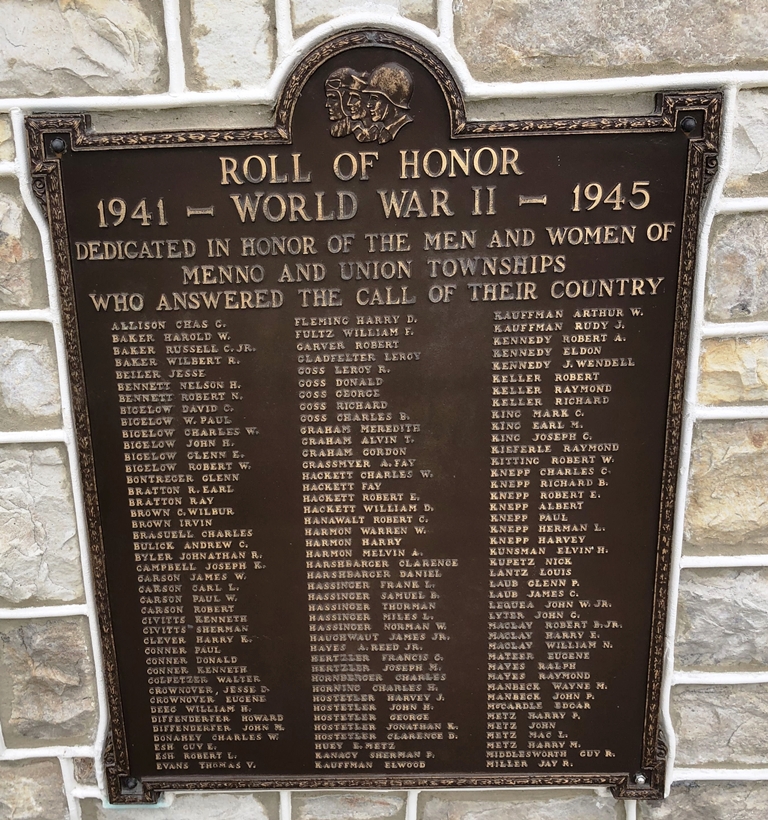 ROLL OF HONOR
1941 – WORLD WAR II – 1945
DEDICATED IN HONOR OF THE MEN AND WOMEN OF
MENNO AND UNION TOWNSHIPS
WHO ANSWERED THE CALL OF THEIR COUNTRY
ALLISON CHAS G.
BAKER HAROLD W.
BAKER RUSSELL C. JR.
BAKER WILBERT R.
BEILER JESSE
BENNETT NELSON H.
BENNETT ROBERT N.
BIGELOW DAVID C.
BIGELOW W. PAUL
BIGELOW CHARLES W.
BIGELOW JOHN H.
BIGELOW GLENN E.
BIGELOW ROBERT W.
BONTREGER GLENN
BRATTON R. EARL
BRATTON RAY
BROWN C. WILBUR
BROWN IRVIN
BRASUELL CHARLES
BULICK ANDREW C.
BYLER JOHNATHAN R.
CAMPBELL JOSEPH K.
CARSON JAMES W.
CARSON CARL L.
CARSON PAUL W.
CARSON ROBERT
CIVITTS KENNETH
CIVITTS SHERMAN
CLEVER HARRY K.
CONNER PAUL
CONNER DONALD
CONNER KENNETH
COLPETZER WALTER
CROWNOVER, JESSE D.
CROWNOVER EUGENE
DEEG WILLIAM H.
DIFFENDERFER HOWARD
DIFFENDERFER JOHN M.
DONAHEY CHARLES W.
ESH GUY E.
ESH ROBERT L.
EVANS THOMAS V.
FLEMING HARRY D.
FULTZ WILLIAM F.
GARVER ROBERT
GLADFELTER LEROY
GOSS LEROY R.
GOSS DONALD
GOSS GEORGE
GOSS RICHARD
GOSS CHARLES B.
GRAHAM MEREDITH
GRAHAM ALVIN T.
GRAHAM GORDON
GRASSMYER A. FAY
HACKETT CHARLES W.
HACKETT FAY
HACKETT ROBERT E.
HACKETT WILLIAM D.
HANAWALT ROBERT C.
HARMON WARREN W.
HARMON HARRY
HARMON MELVIN A.
HARSHBARGER CLARENCE
HARSHBARGER DANIEL
HASSINGER FRANK L.
HASSINGER SAMUEL B.
HASSINGER THURMAN
HASSINGER MILES L.
HASSINGER NORMAN W.
HAUGHWAUT JAMES JR.
HAYES A. REED JR.
HERTZLER FRANCIS G.
HERTZLER JOSEPH M.
HORNBERGER CHARLES
HORNING CHARLES H.
HOSTETLER HARVEY J.
HOSTETLER JOHN H.
HOSTETLER GEORGE
HOSTETLER JONATHAN K.
HOSTETLER CLARENCE D.
HUEY E. METZ
KANAGY SHERMAN P.
KAUFFMAN ELWOOD
KAUFFMAN ARTHUR W.
KAUFFMAN RUDY J.
KENNEDY ROBERT A.
KENNEDY ELDON
KENNEDY J. WENDELL
KELLER ROBERT
KELLER RAYMOND
KELLER RICHARD
KING MARK C.
KING EARL M.
KING JOSEPH C.
KIEFERLE RAYMOND
KITTING ROBERT W.
KNEPP CHARLES C.
KNEPP RICHARD B.
KNEPP ROBERT E.
KNEPP ALBERT
KNEPP PAUL
KNEPP HERMAN L.
KNEPP HARVEY
KUNSMAN ELVIN H.
KUPETZ NICK
LANTZ LOUIS
LAUB GLENN P.
LAUB JAMES C.
LEQUEA JOHN W. JR.
LYTER JOHN G.
MACLAY ROBERT B. JR.
MACLAY HARRY E.
MACLAY WILLIAM N.
MATEER EUGENE
MAYES RALPH
MAYES RAYMOND
MANBECK WAYNE M.
MANBECK JOHN P.
McCARDLE EDGAR
METZ HARRY P.
METZ JOHN
METZ MAC L.
METZ HARRY M.
MIDDLESWORTH GUY R.
MILLER JAY R.